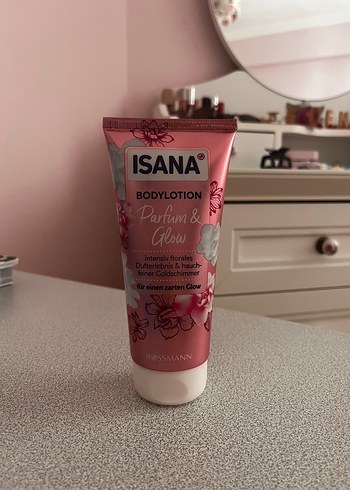 ISANA
BODYLOTION
Parfum &
Glow
intensiv florales
Dufterlebnis & hauch-
feiner Goldschimmer
für einen zarten Glow
ROSSMANN